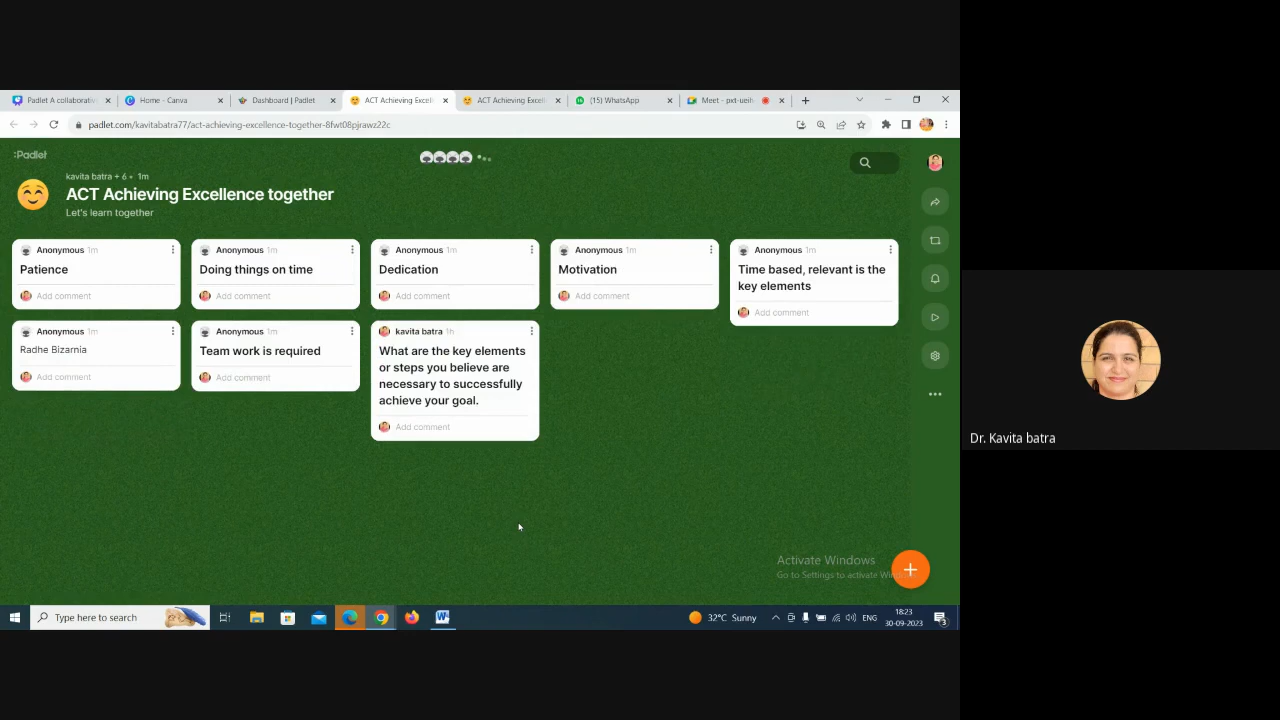 Padlet A collaborativ
Home - Canva
Dashboard | Padlet
ACT Achieving Excell
ACT Achieving Excell
(15) WhatsApp
Meet - pxt-ueih
padlet.com/kavitabatra77/act-achieving-excellence-together-8fwt08pjrawz22c
:Padlet
kavita batra + 6 • 1m
ACT Achieving Excellence together
Let's learn together
Anonymous 1m
Patience
Add comment
Anonymous 1m
Doing things on time
Add comment
Anonymous 1m
Dedication
Add comment
Anonymous 1m
Motivation
Add comment
Anonymous 1m
Time based, relevant is the
key elements
Add comment
Anonymous 1m
Radhe Bizarnia
Add comment
Anonymous 1m
Team work is required
Add comment
kavita batra 1h
What are the key elements
or steps you believe are
necessary to successfully
achieve your goal.
Add comment
Dr. Kavita batra
Activate Windows
Go to Settings to activate Win
Type here to search
32°C Sunny
ENG
18:23
30-09-2023
3